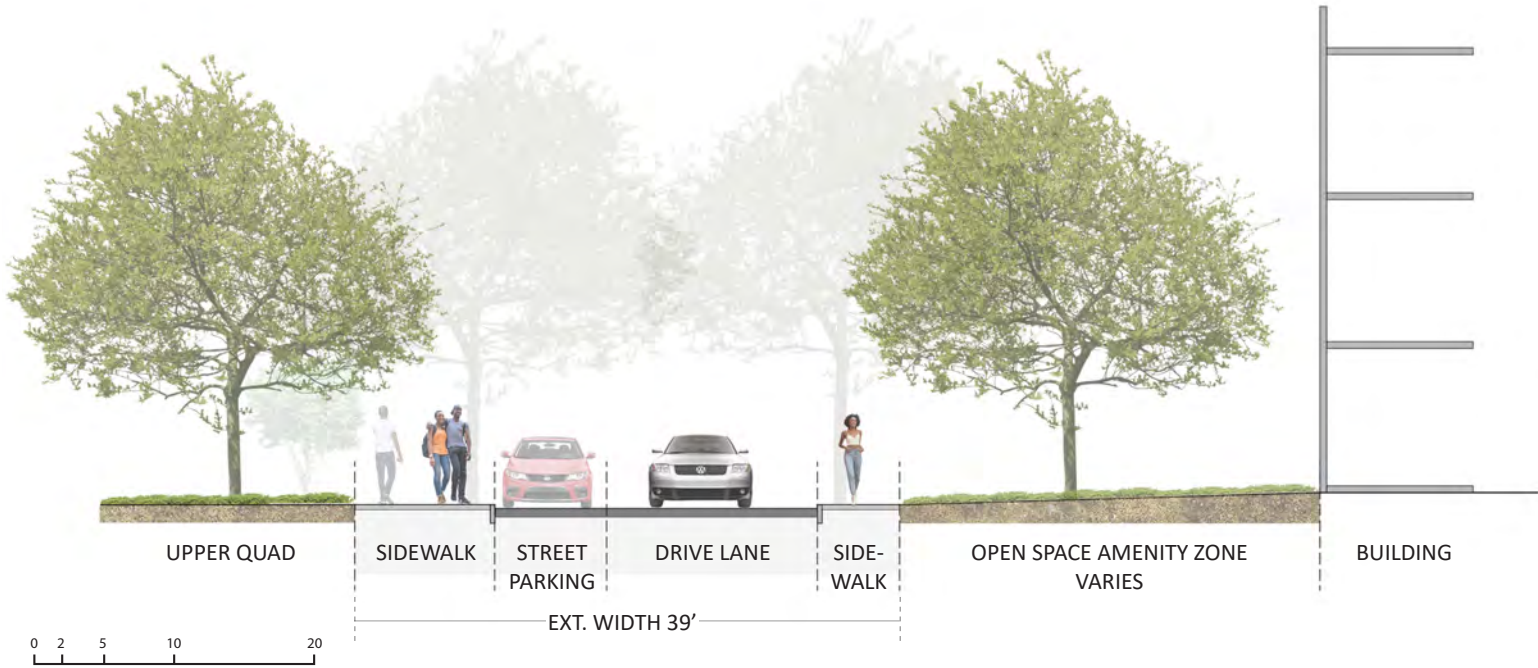 UPPER QUAD
SIDEWALK
STREET
PARKING
DRIVE LANE
SIDE-
WALK
OPEN SPACE AMENITY ZONE
VARIES
BUILDING
EXT. WIDTH 39’
0 2 5 10 20